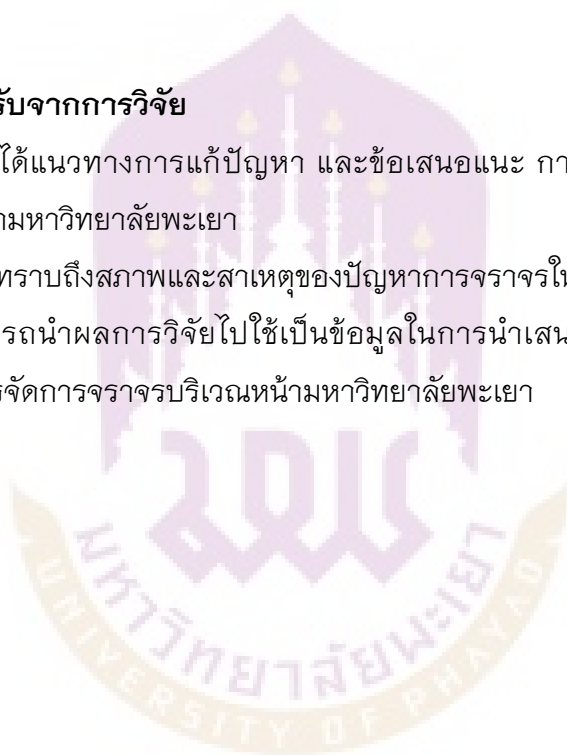 รับจากการวิจัย
ได้แนวทางการแก้ปัญหา และข้อเสนอแนะ กา
ามหาวิทยาลัยพะเยา
ทราบถึงสภาพและสาเหตุของปัญหาการจราจรใน
รถนำผลการวิจัยไปใช้เป็นข้อมูลในการนำเสน
รจัดการจราจรบริเวณหน้ามหาวิทยาลัยพะเยา
มพย
มหาวิทยาลัยพะเยา
UNIVERSITY OF PHAYAO